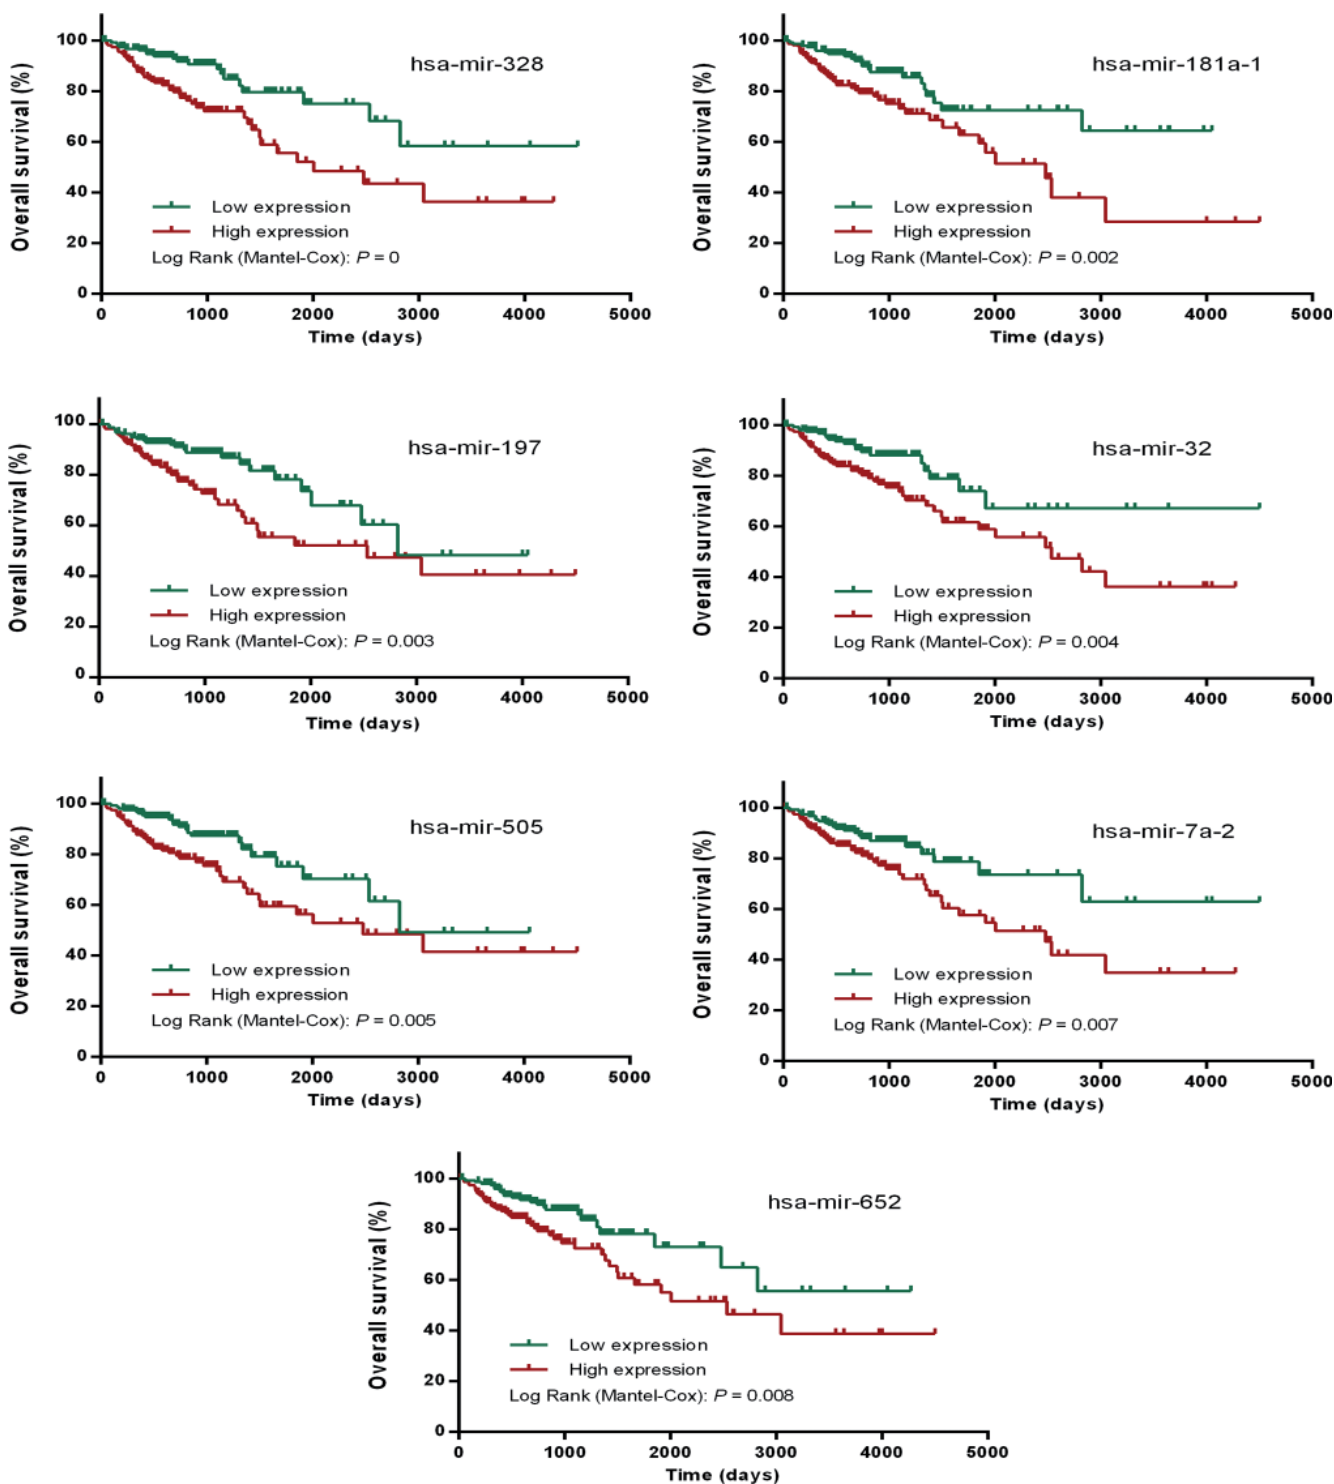 hsa-mir-328
Overall survival (%)
100
80
60
40
20
0
Low expression
High expression
Log Rank (Mantel-Cox): P = 0
0 1000 2000 3000 4000 5000
Time (days)
hsa-mir-181a-1
Overall survival (%)
100
80
60
40
20
0
Low expression
High expression
Log Rank (Mantel-Cox): P = 0.002
0 1000 2000 3000 4000 5000
Time (days)
hsa-mir-197
Overall survival (%)
100
80
60
40
20
0
Low expression
High expression
Log Rank (Mantel-Cox): P = 0.003
0 1000 2000 3000 4000 5000
Time (days)
hsa-mir-32
Overall survival (%)
100
80
60
40
20
0
Low expression
High expression
Log Rank (Mantel-Cox): P = 0.004
0 1000 2000 3000 4000 5000
Time (days)
hsa-mir-505
Overall survival (%)
100
80
60
40
20
0
Low expression
High expression
Log Rank (Mantel-Cox): P = 0.005
0 1000 2000 3000 4000 5000
Time (days)
hsa-mir-7a-2
Overall survival (%)
100
80
60
40
20
0
Low expression
High expression
Log Rank (Mantel-Cox): P = 0.007
0 1000 2000 3000 4000 5000
Time (days)
hsa-mir-652
Overall survival (%)
100
80
60
40
20
0
Low expression
High expression
Log Rank (Mantel-Cox): P = 0.008
0 1000 2000 3000 4000 5000
Time (days)